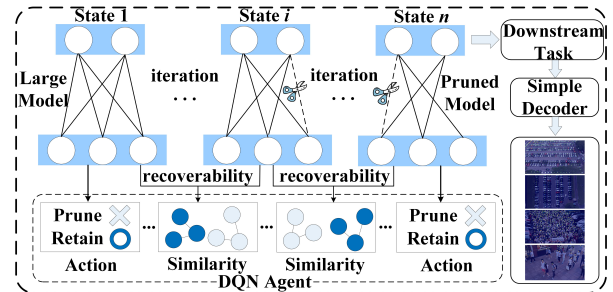 State 1
State i
State n
Downstream
Task
Large
Model
iteration
. . .
iteration
. . .
Pruned
Model
Simple
Decoder
recoverability
recoverability
Prune
Retain
...
...
...
Prune
Retain
Action
Similarity
Similarity
Action
DQN Agent